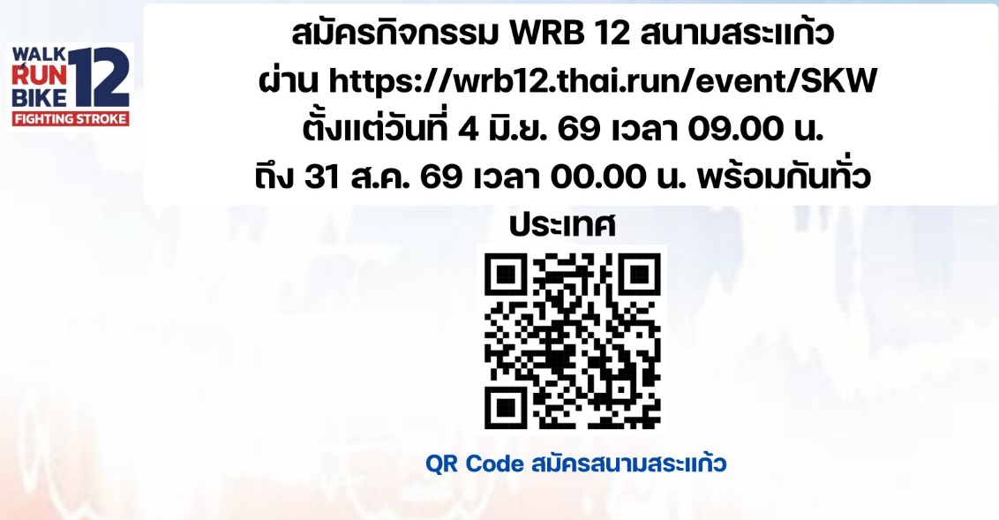 WALK
RUN
BIKE
12
FIGHTING STROKE
สมัครกิจกรรม WRB 12 สนามสระแก้ว
ผ่าน https://wrb12.thai.run/event/SKW
ตั้งแต่วันที่ 4 มิ.ย. 69 เวลา 09.00 น.
ถึง 31 ส.ค. 69 เวลา 00.00 น. พร้อมกันทั่ว
ประเทศ
QR Code สมัครสนามสระแก้ว